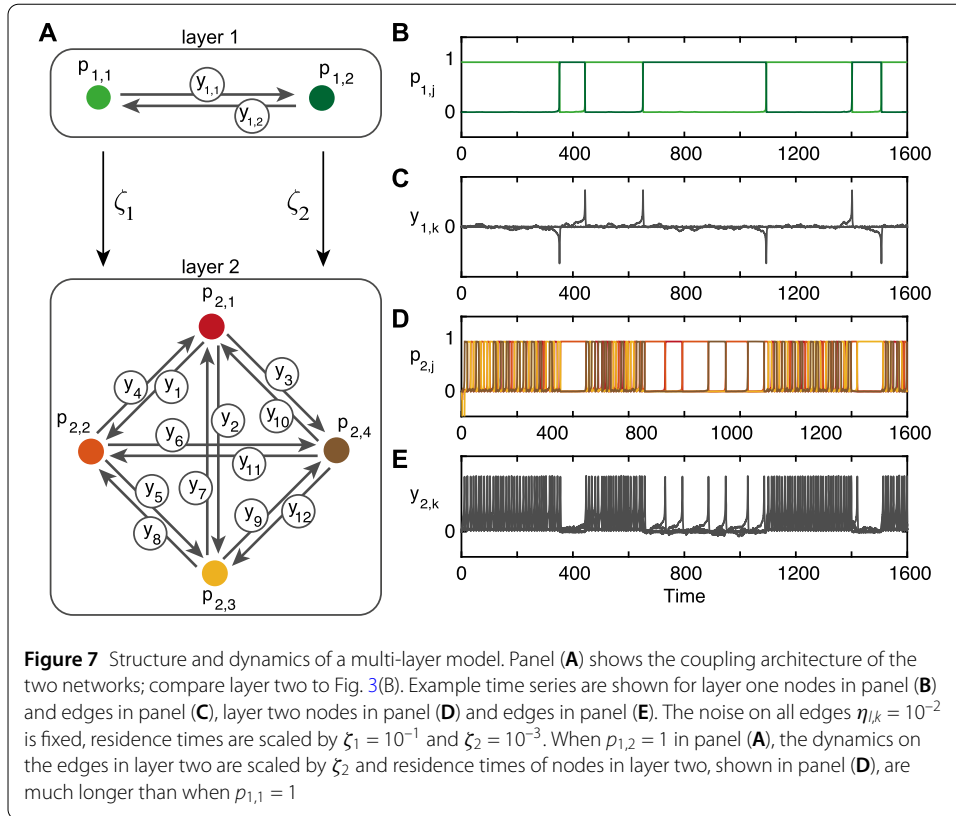 A
layer 1
p1,1
p1,2
y1,1
y1,2
ζ1
ζ2
layer 2
p2,1
y4
y1
y3
y10
p2,2
y6
y2
p2,4
y11
y5
y7
y8
y9
y12
p2,3
B
p1,j
1
0
0 400 800 1200 1600
C
y1,k
0
0 400 800 1200 1600
D
p2,j
1
0
0 200 400 400 800 1000 1200 1600
E
y2,k
0
0 400 800 1200 1600
Time
Figure 7 Structure and dynamics of a multi-layer model. Panel (A) shows the coupling architecture of the
two networks; compare layer two to Fig. 3(B). Example time series are shown for layer one nodes in panel (B)
and edges in panel (C), layer two nodes in panel (D) and edges in panel (E). The noise on all edges ηl,k = 10−2
is fixed, residence times are scaled by ζ1 = 10−1 and ζ2 = 10−3. When p1,2 = 1 in panel (A), the dynamics on
the edges in layer two are scaled by ζ2 and residence times of nodes in layer two, shown in panel (D), are
much longer than when p1,1 = 1